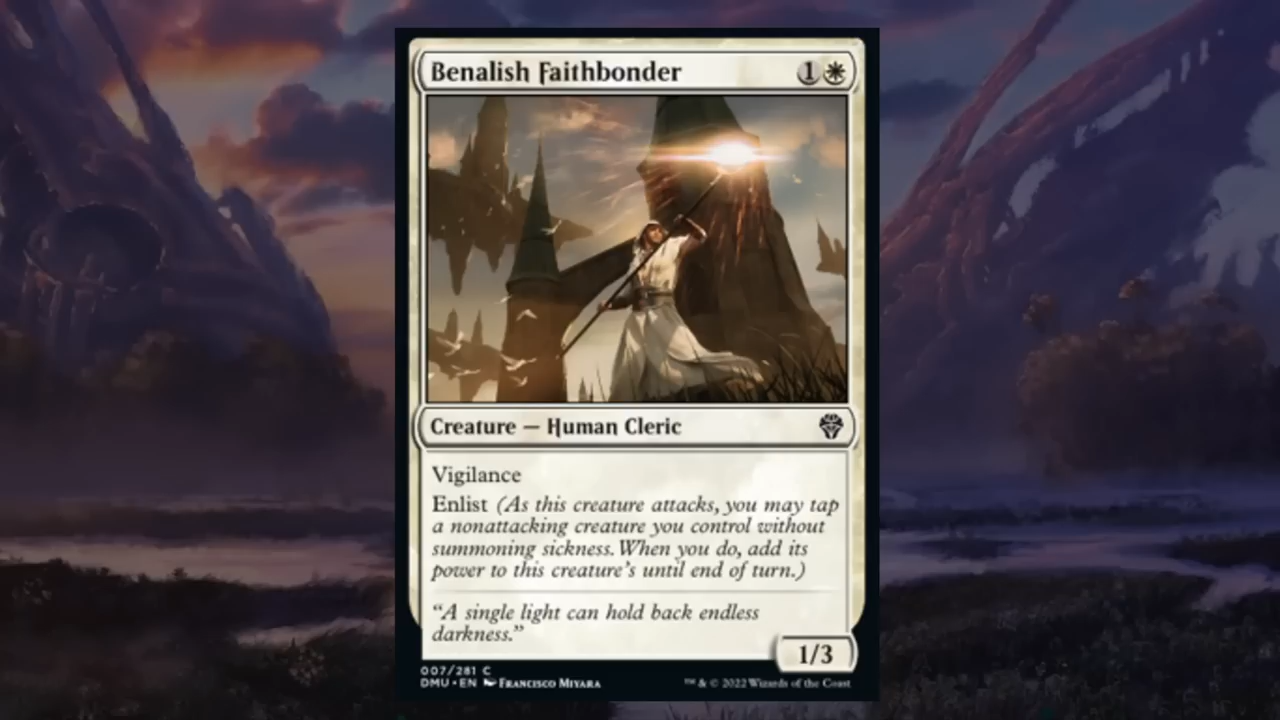 Benalish Faithbonder 1
Creature — Human Cleric
Vigilance
Enlist (As this creature attacks, you may tap
a nonattacking creature you control without
summoning sickness. When you do, add its
power to this creature's until end of turn.)
“A single light can hold back endless
darkness.”
1/3
007/281 C
DMU • EN Francisco Miyara
™ & © 2022 Wizards of the Coast